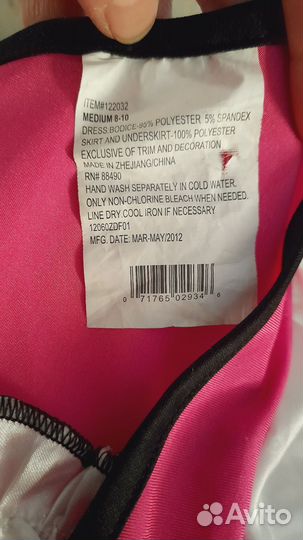 ITEM#122032
MEDIUM 8-10
DRESS:BODICE-95% POLYESTER 5% SPANDEX
SKIRT AND UNDERSKIRT-100% POLYESTER
EXCLUSIVE OF TRIM AND DECORATION
MADE IN ZHEJIANG/CHINA
RN# 88490
HAND WASH SEPARATELY IN COLD WATER.
ONLY NON-CHLORINE BLEACH WHEN NEEDED.
LINE DRY COOL IRON IF NECESSARY
12060ZDF01
MFG. DATE: MAR-MAY/2012
0 71765 02934 6
Avito